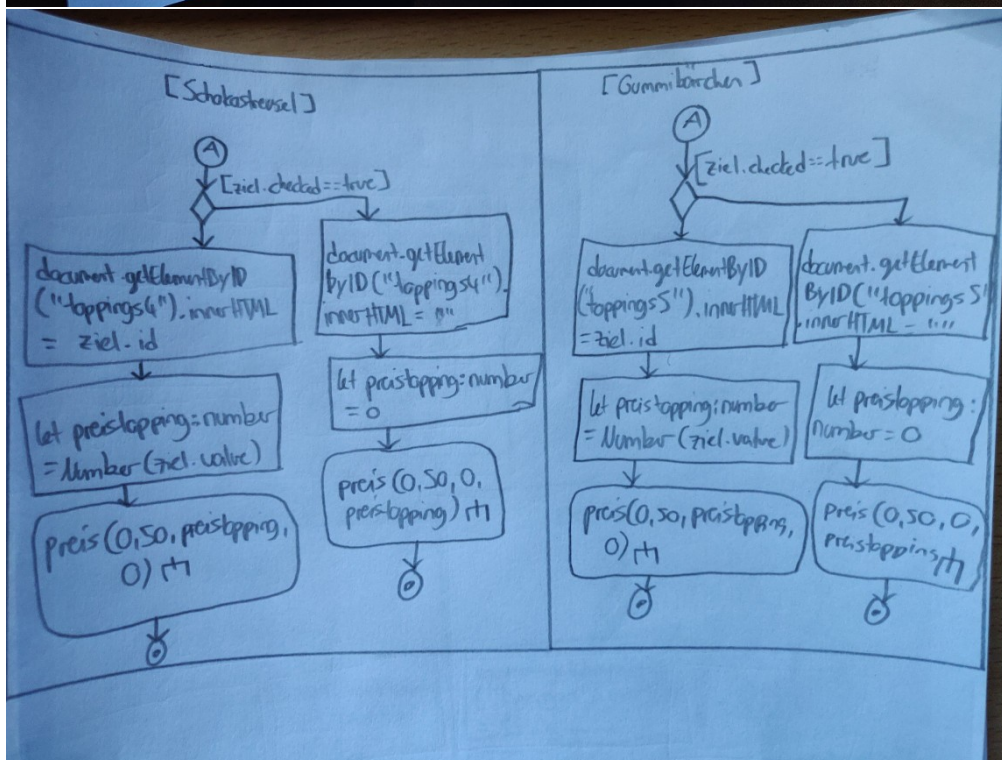 [Schokostreusel]
A
[ziel.checked==true]
document.getElementByID
("toppings4").innerHTML
= ziel.id
let preistopping:number
=Number(ziel.value)
preis(0,50,preistopping,
0)
document.getElement
ByID("toppings4").
innerHTML = ""
let preistopping:number
= 0
preis(0,50,0,
preistopping)
[Gummibärchen]
A
[ziel.checked==true]
document.getElementByID
("toppings5").innerHTML
=ziel.id
let preistopping:number
=Number(ziel.value)
preis(0,50,preistopping,
0)
document.getElement
ByID("toppings5"
.innerHTML = ""
let preistopping:
number=0
preis(0,50,0,
preistopping